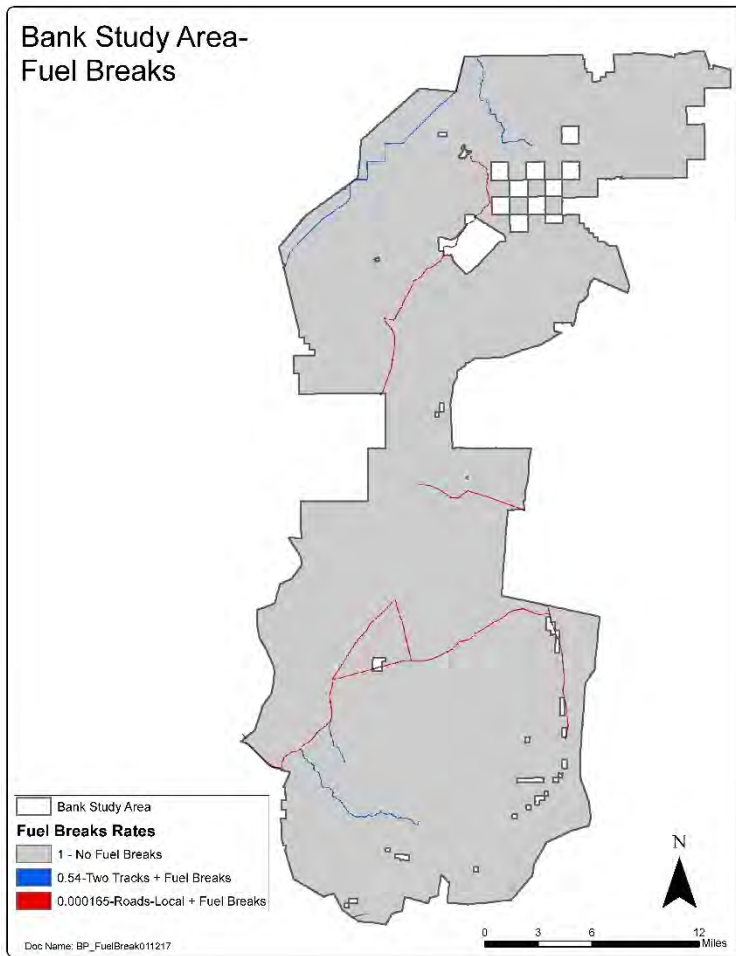 Bank Study Area-
Fuel Breaks
Bank Study Area
Fuel Breaks Rates
1 - No Fuel Breaks
0.54-Two Tracks + Fuel Breaks
0.000165-Roads-Local + Fuel Breaks
Doc Name: BP_FuelBreak011217
N
0 3 6 12
Miles